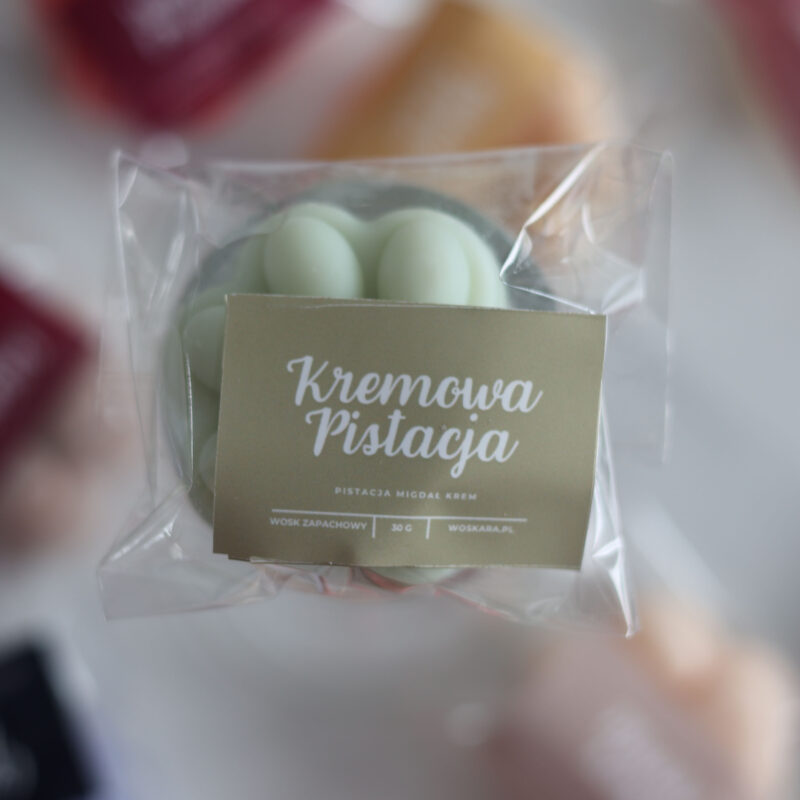 Kremowa
Pistacja
PISTACJA MIGDAŁ KREM
WOSK ZAPACHOWY 30 G WOSKARA.PL